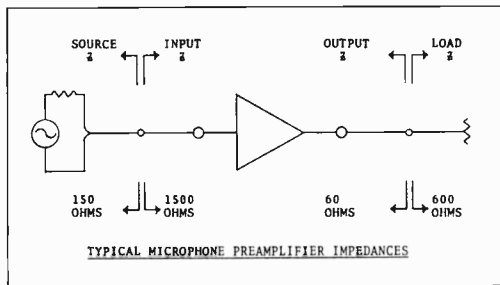 SOURCE INPUT OUTPUT LOAD
Z Z Z Z
150 1500 60 600
OHMS OHMS OHMS OHMS
TYPICAL MICROPHONE PREAMPLIFIER IMPEDANCES